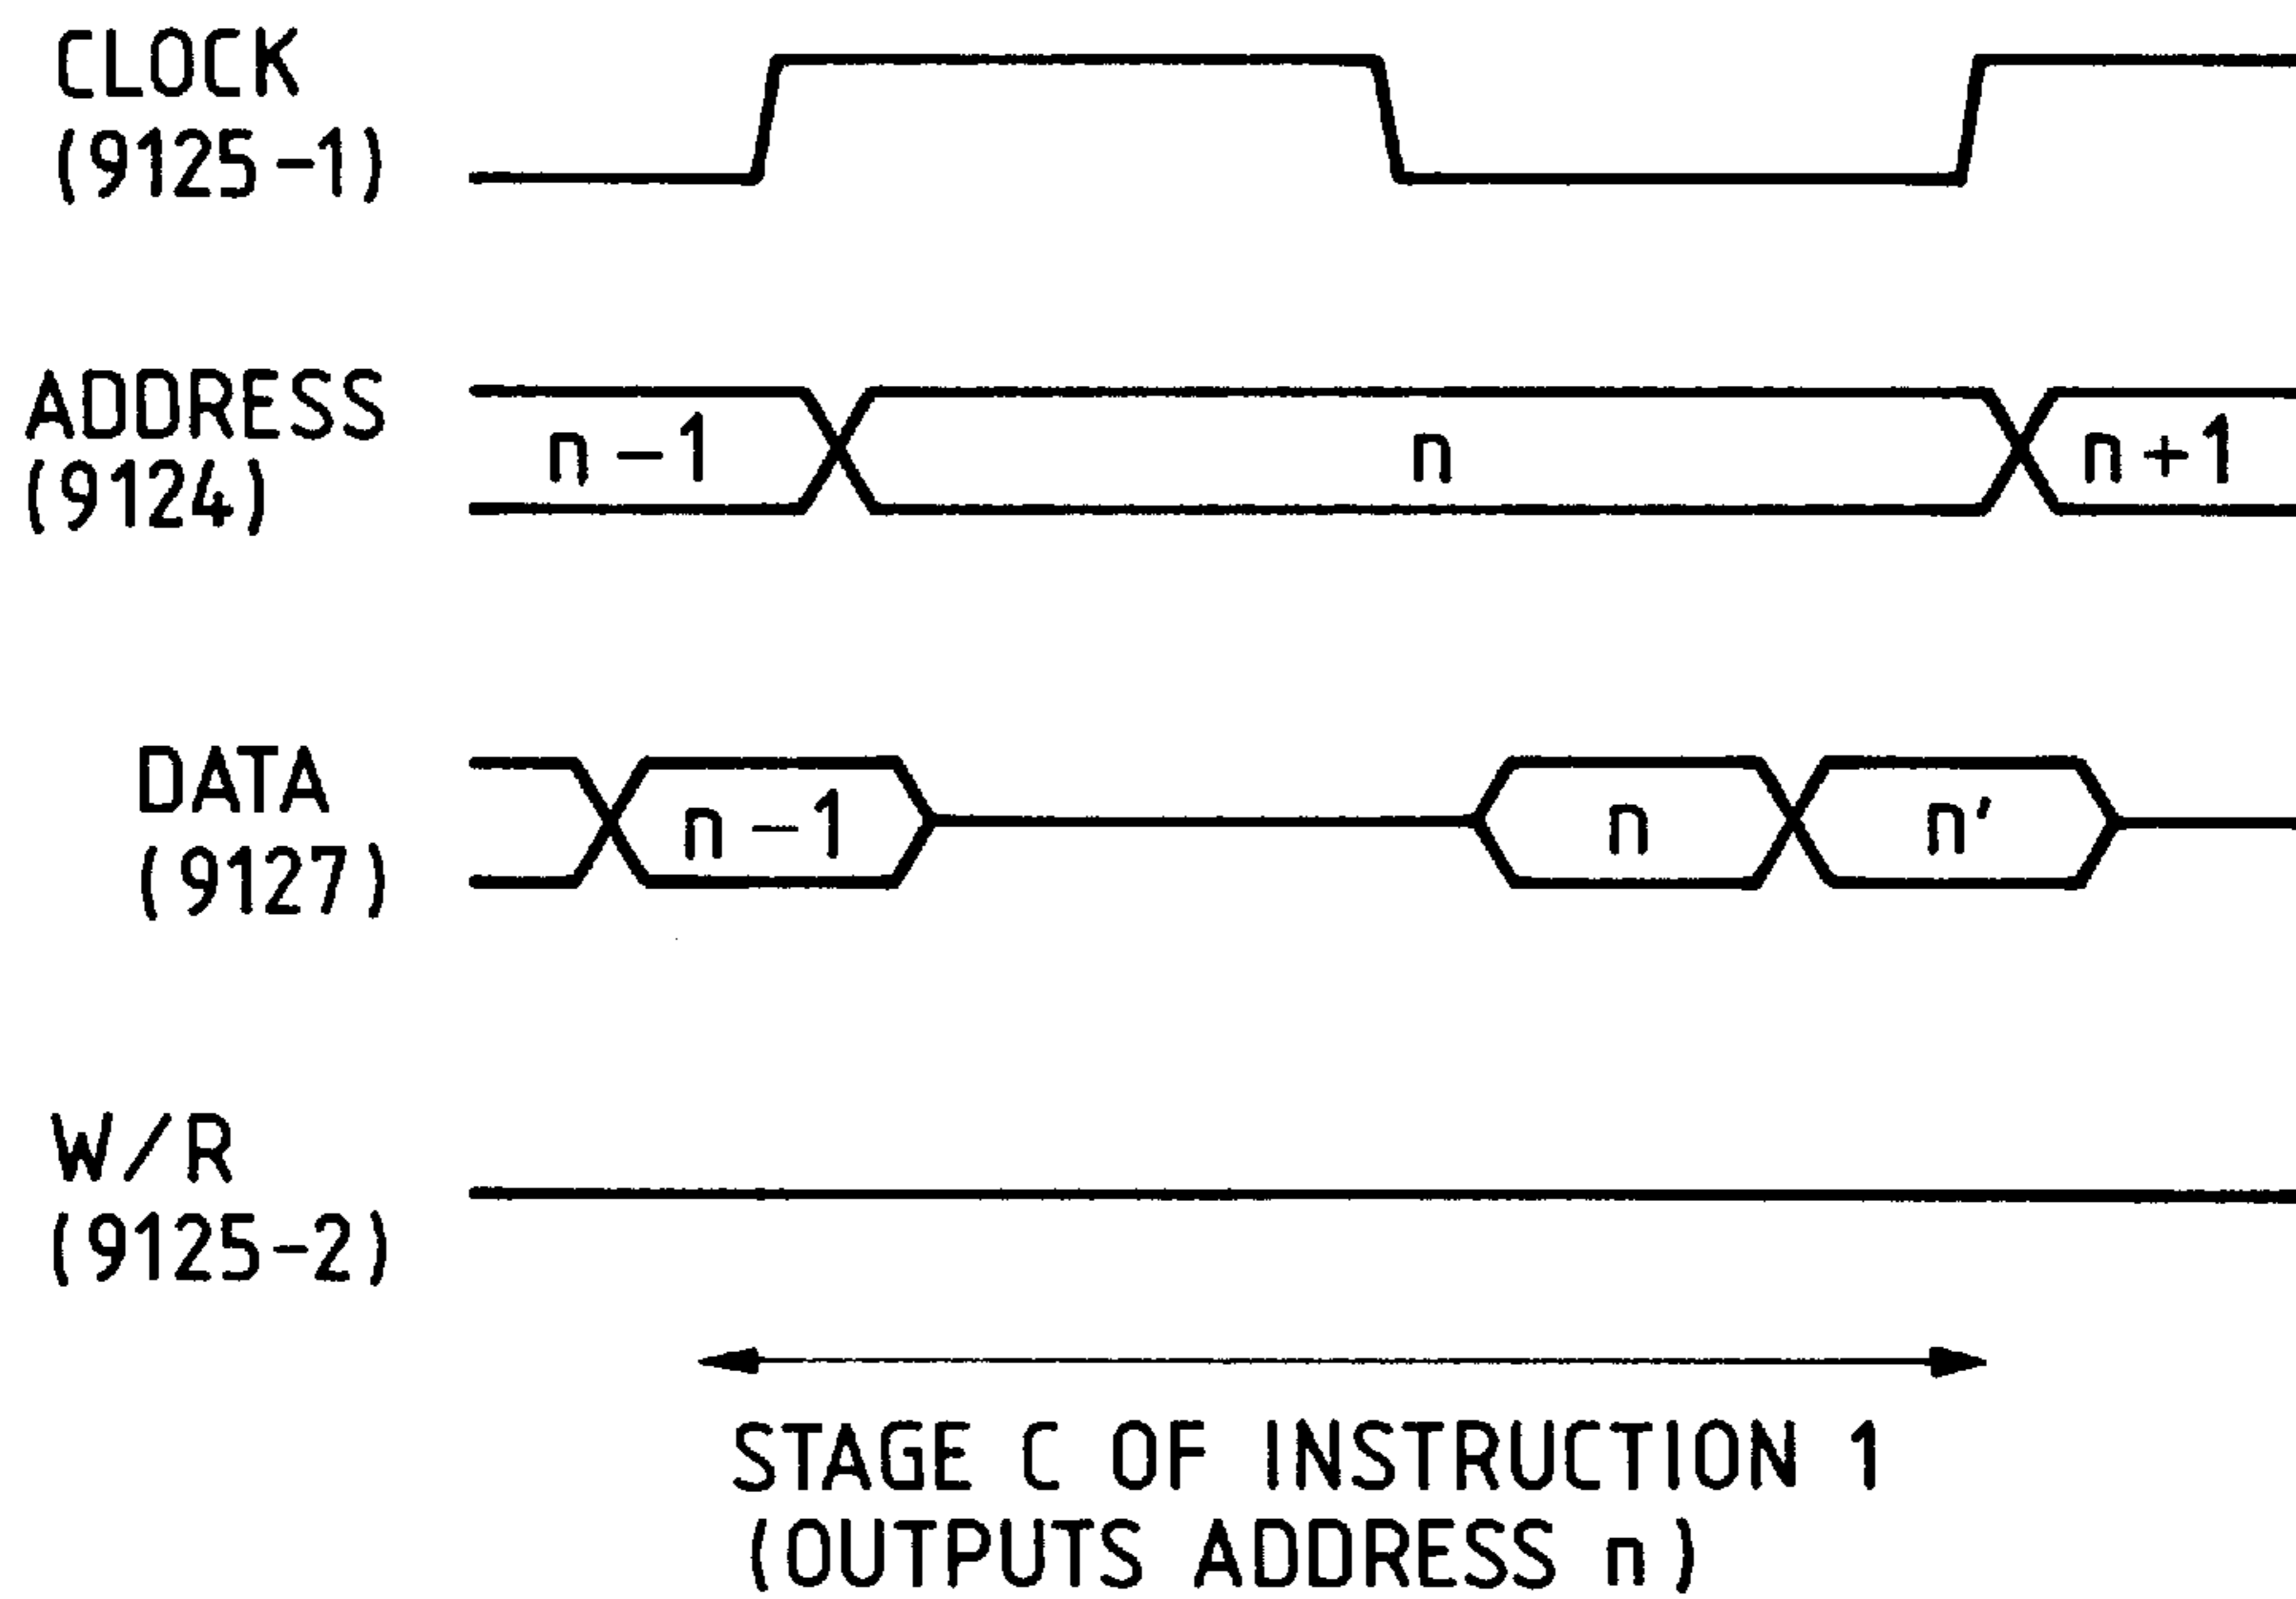 CLOCK
(9125-1)
ADDRESS
(9124)
n-1
n
n+1
DATA
(9127)
n-1
n
n'
W/R
(9125-2)
STAGE C OF INSTRUCTION 1
(OUTPUTS ADDRESS n)